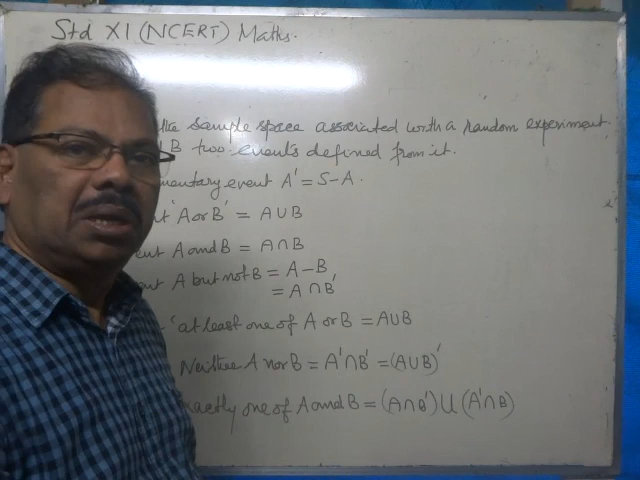 Std XI (NCERT) Maths.
the sample space associated with a random experiment.
B two events defined from it.
mentary event A' = S-A.
t 'A or B' = A∪B
ent A and B = A∩B
ent A but not B = A-B
= A∩B'
'at least one of A or B = A∪B
Neither A nor B = A'∩B' = (A∪B)'
xactly one of A and B = (A∩B') ∪ (A'∩B)